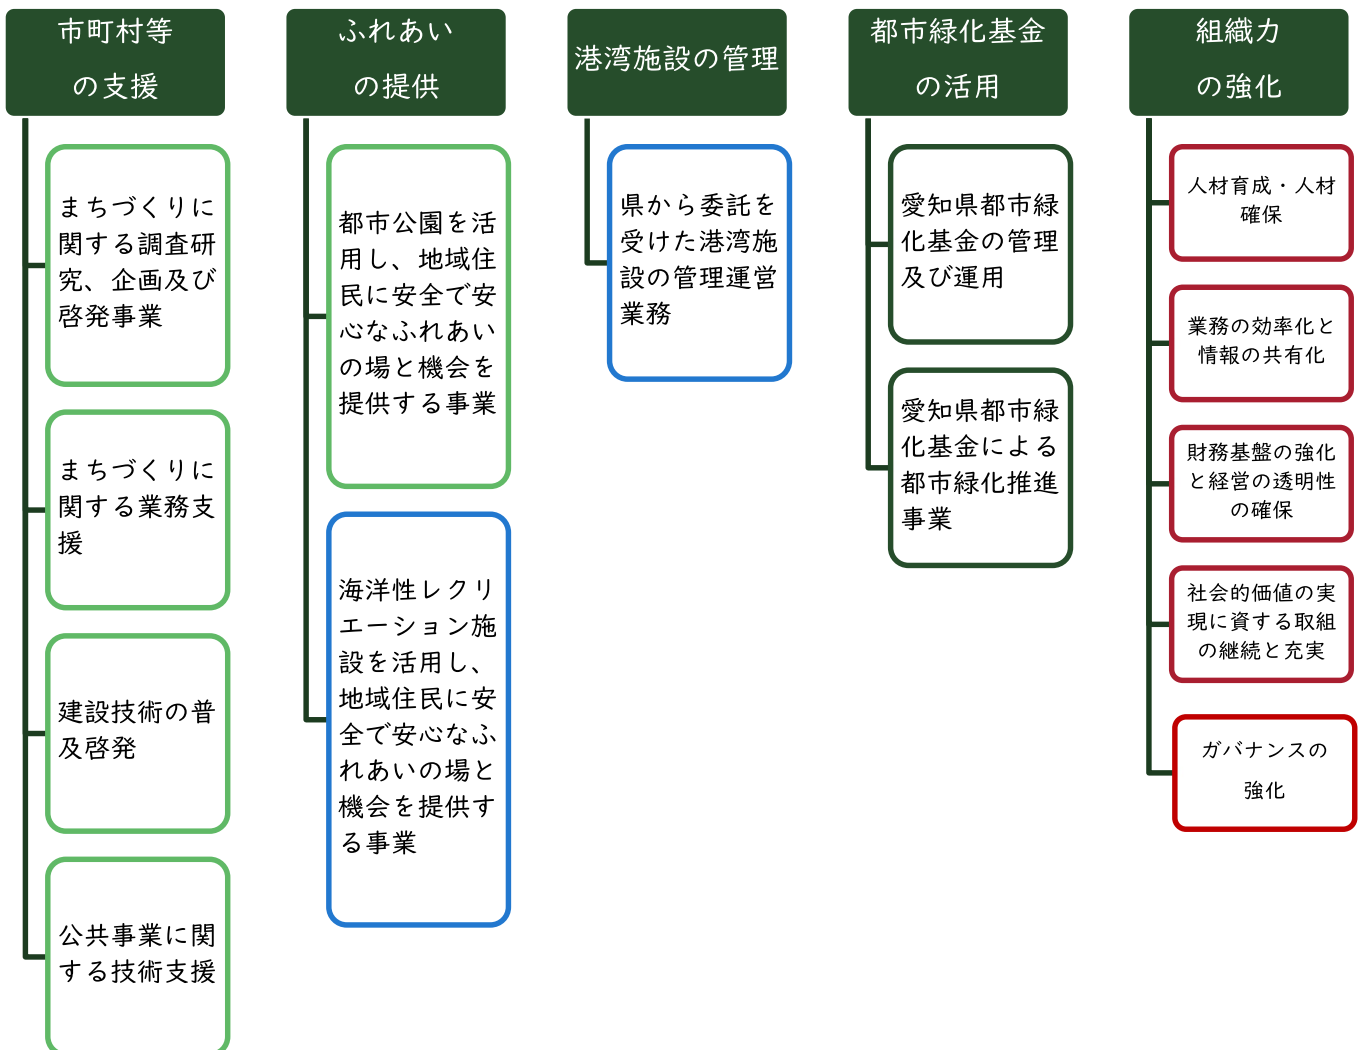 市町村等
の支援
まちづくりに
関する調査研
究、企画及び
啓発事業
まちづくりに
関する業務支
援
建設技術の普
及啓発
公共事業に関
する技術支援
ふれあい
の提供
都市公園を活
用し、地域住
民に安全で安
心なふれあい
の場と機会を
提供する事業
海洋性レクリ
エーション施
設を活用し、
地域住民に安
全で安心なふ
れあいの場と
機会を提供す
る事業
港湾施設の管理
県から委託を
受けた港湾施
設の管理運営
業務
都市緑化基金
の活用
愛知県都市緑
化基金の管理
及び運用
愛知県都市緑
化基金による
都市緑化推進
事業
組織力
の強化
人材育成・人材
確保
業務の効率化と
情報の共有化
財務基盤の強化
と経営の透明性
の確保
社会的価値の実
現に資する取組
の継続と充実
ガバナンスの
強化